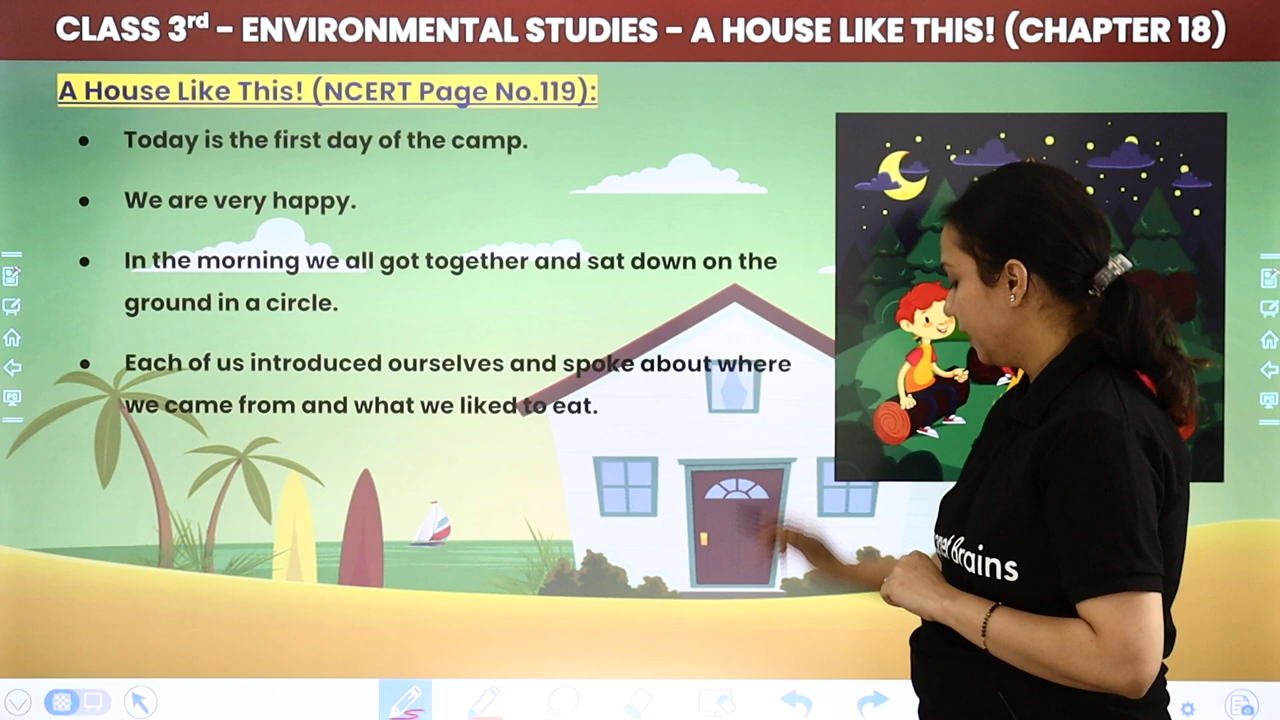 CLASS 3rd – ENVIRONMENTAL STUDIES – A HOUSE LIKE THIS! (CHAPTER 18)
A House Like This! (NCERT Page No.119):
● Today is the first day of the camp.
● We are very happy.
● In the morning we all got together and sat down on the
ground in a circle.
● Each of us introduced ourselves and spoke about where
we came from and what we liked to eat.
Brains